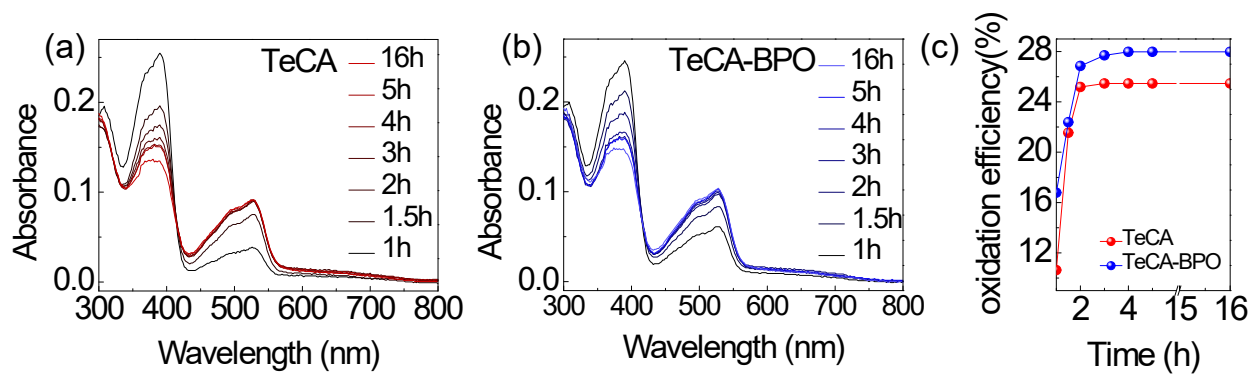 (a)
TeCA
16h
5h
4h
3h
2h
1.5h
1h
Absorbance
0.2
0.1
0.0
300 400 500 600 700 800
Wavelength (nm)
(b)
TeCA-BPO
16h
5h
4h
3h
2h
1.5h
1h
Absorbance
0.2
0.1
0.0
300 400 500 600 700 800
Wavelength (nm)
(c)
oxidation efficiency(%)
28
24
20
16
12
TeCA
TeCA-BPO
2 4 15 16
Time (h)